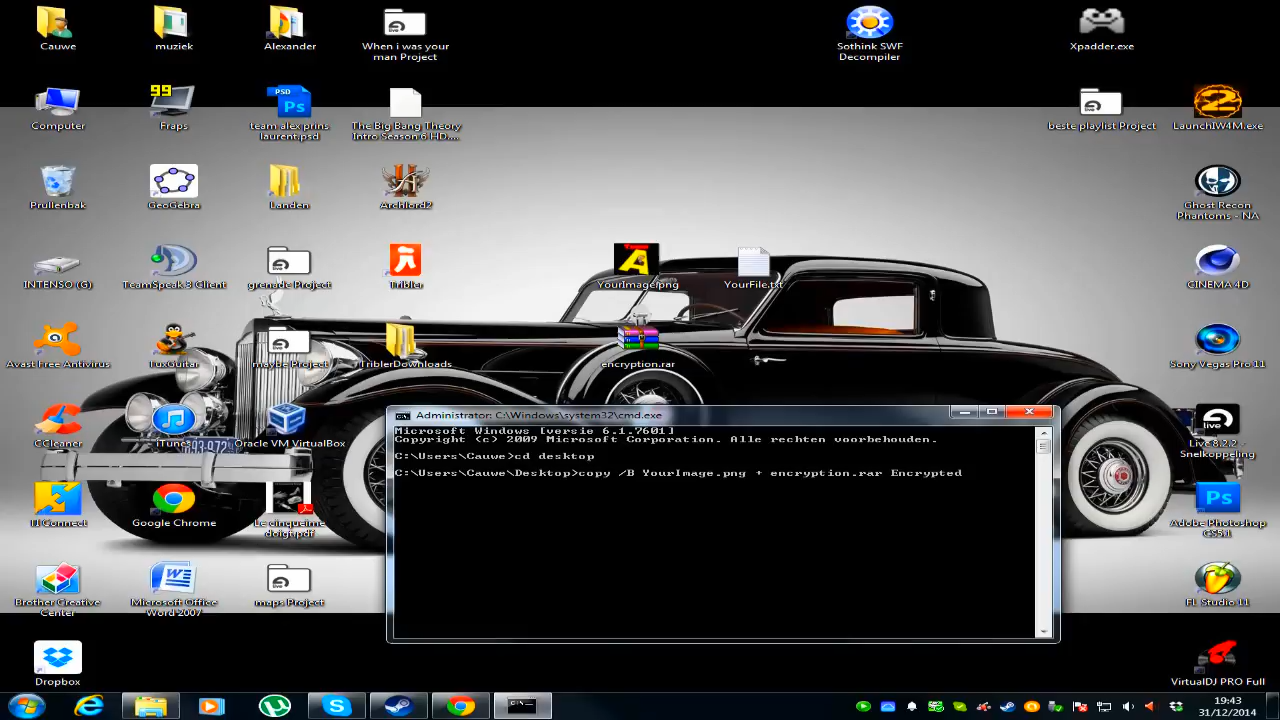 Cauwe
muziek
Alexander
When i was your
man Project
Sothink SWF
Decompiler
Xpadder.exe
Computer
99
Fraps
PSD
Ps
team alex prins
laurent.psd
The Big Bang Theory
Intro Season 6 HD....
beste playlist Project
LaunchIW4M.exe
Prullenbak
GeoGebra
Landen
Archlord2
Ghost Recon
Phantoms - NA
INTENSO (G)
TeamSpeak 3 Client
grenade Project
Tribler
YourImage.png
YourFile.txt
CINEMA 4D
Avast Free Antivirus
TuxGuitar
maybe Project
TriblerDownloads
encryption.rar
Sony Vegas Pro 11
CCleaner
iTunes
Oracle VM VirtualBox
Live 8.2.2 -
Snelkoppeling
Administrator: C:\Windows\system32\cmd.exe
Microsoft Windows [versie 6.1.7601]
Copyright (c) 2009 Microsoft Corporation. Alle rechten voorbehouden.
C:\Users\Cauwe>cd desktop
C:\Users\Cauwe\Desktop>copy /B YourImage.png + encryption.rar Encrypted
TI Connect
Google Chrome
Le cinquieme
doigt.pdf
Ps
Adobe Photoshop
CS5.1
Brother Creative
Center
Microsoft Office
Word 2007
maps Project
FL Studio 11
Dropbox
VirtualDJ PRO Full
19:43
31/12/2014